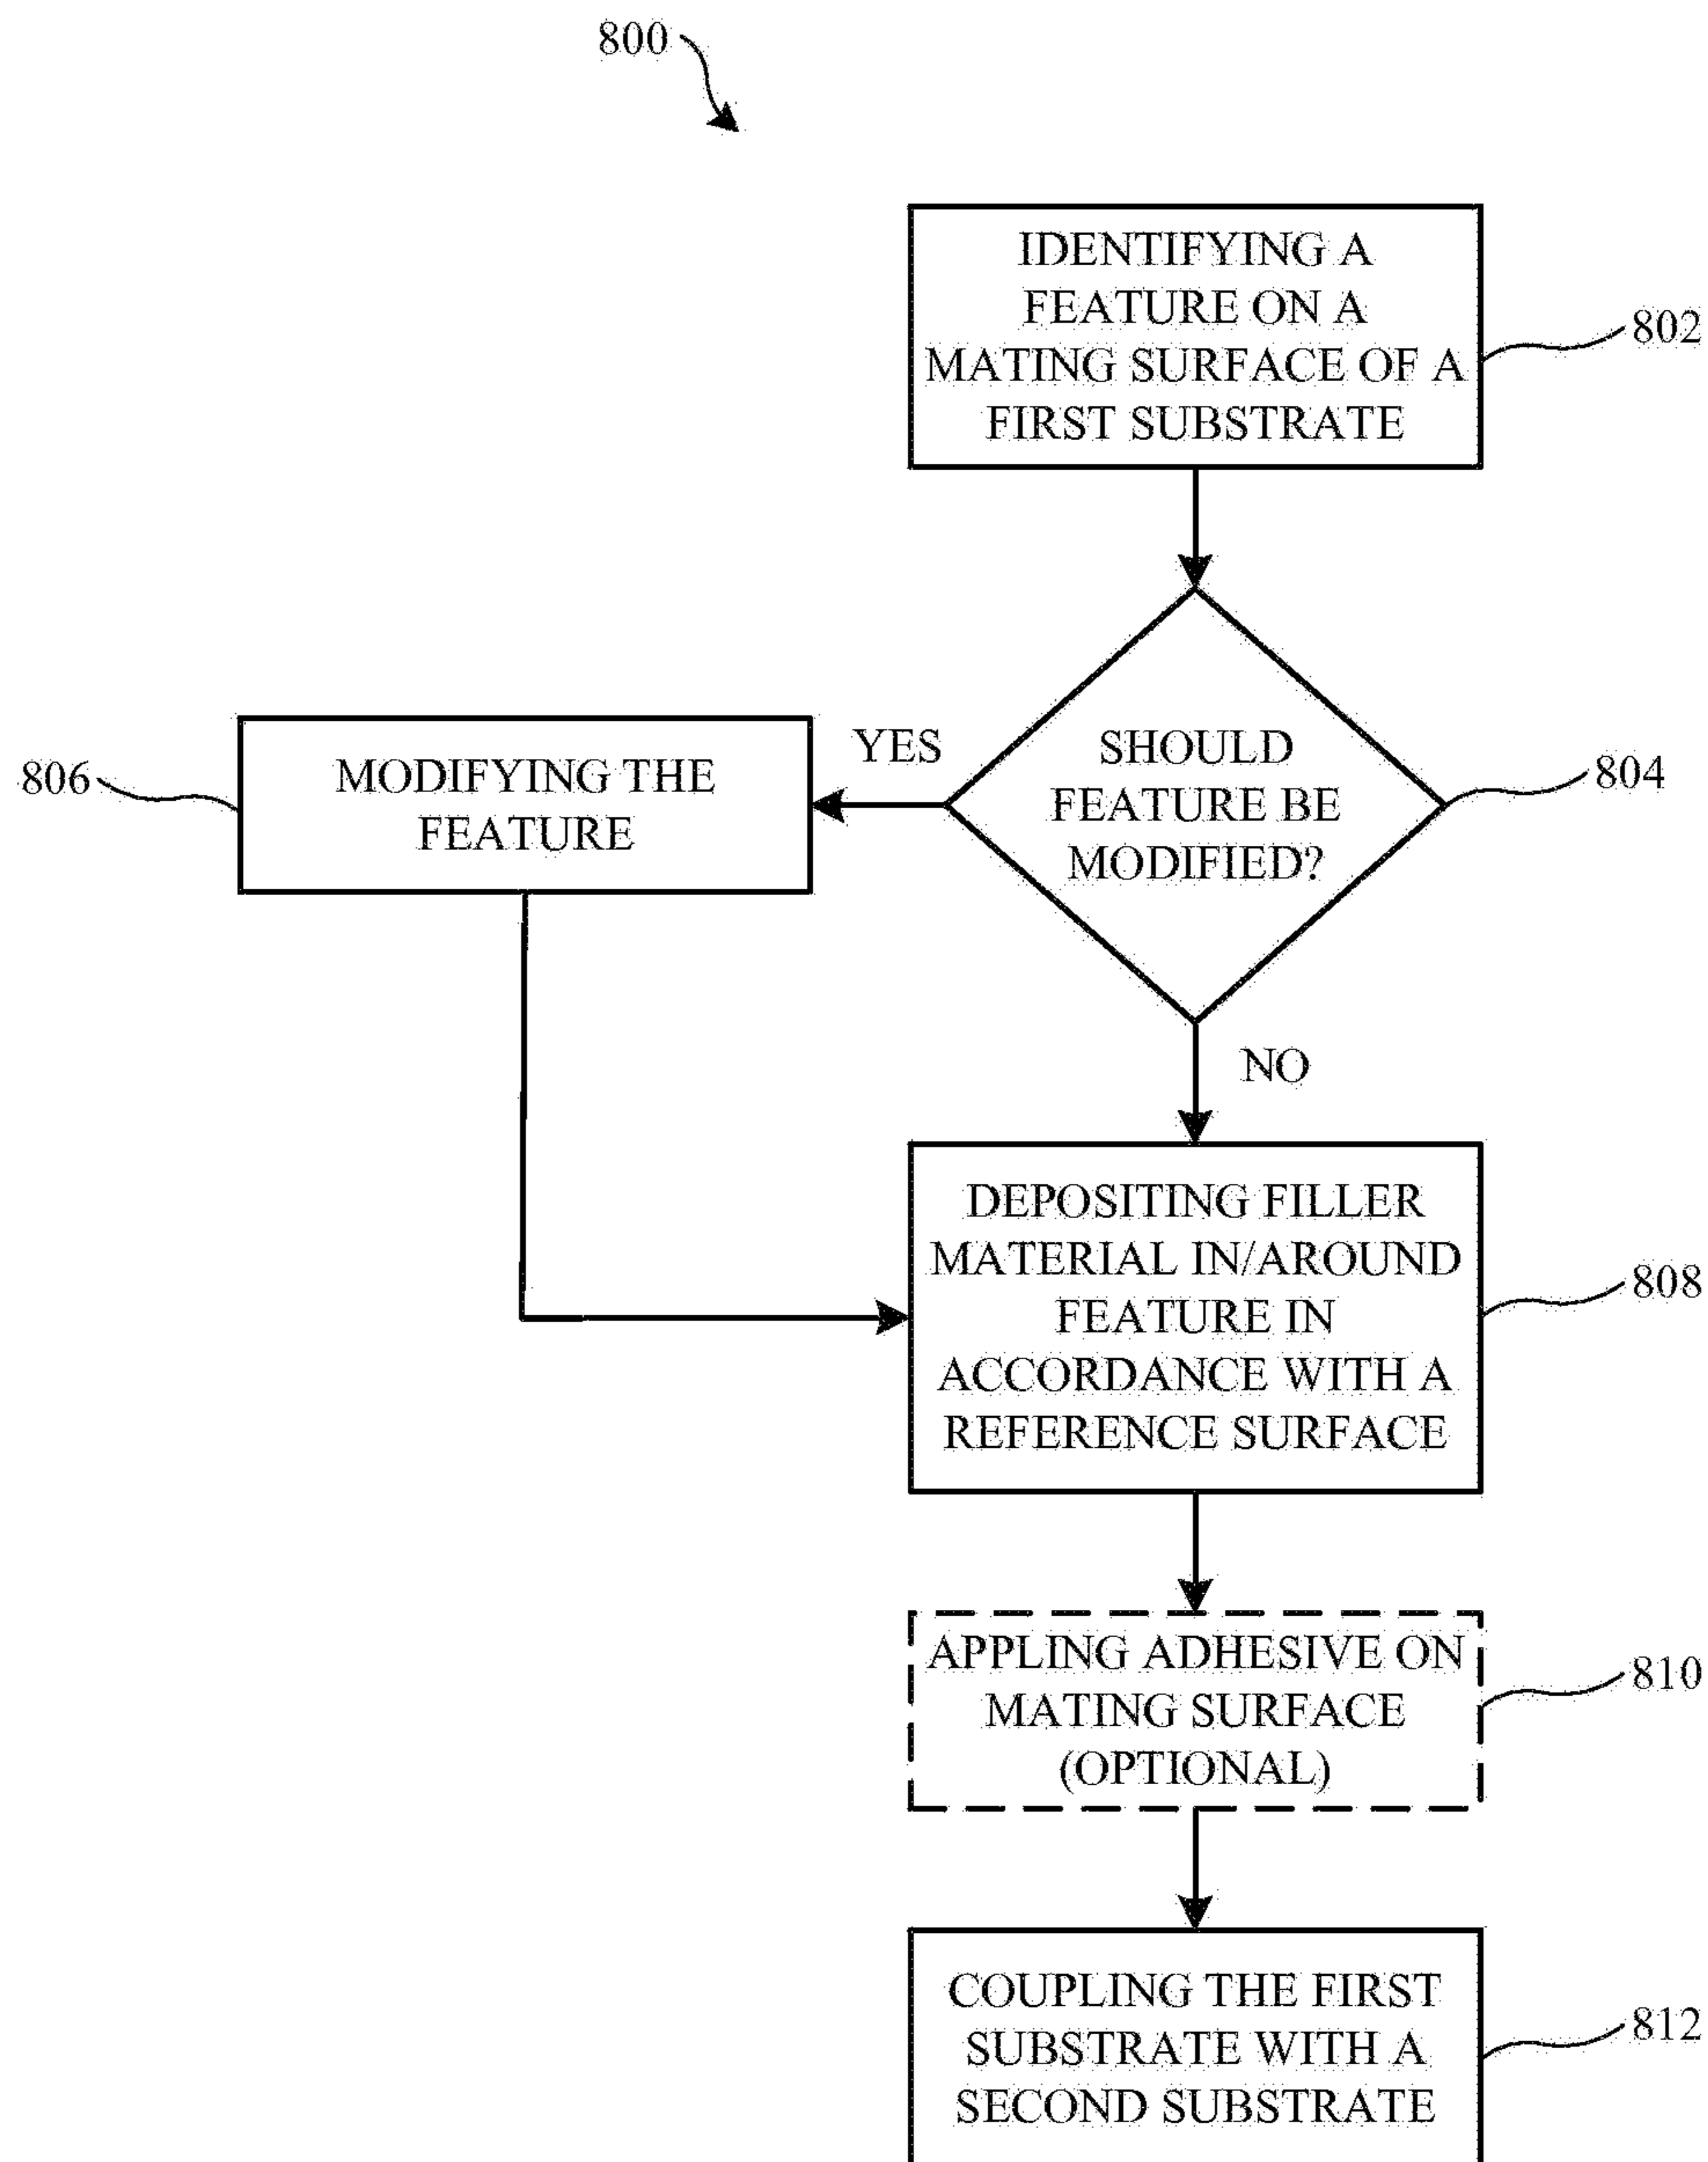 800
IDENTIFYING A
FEATURE ON A
MATING SURFACE OF A
FIRST SUBSTRATE
802
SHOULD
FEATURE BE
MODIFIED?
804
YES
MODIFYING THE
FEATURE
806
NO
DEPOSITING FILLER
MATERIAL IN/AROUND
FEATURE IN
ACCORDANCE WITH A
REFERENCE SURFACE
808
APPLING ADHESIVE ON
MATING SURFACE
(OPTIONAL)
810
COUPLING THE FIRST
SUBSTRATE WITH A
SECOND SUBSTRATE
812